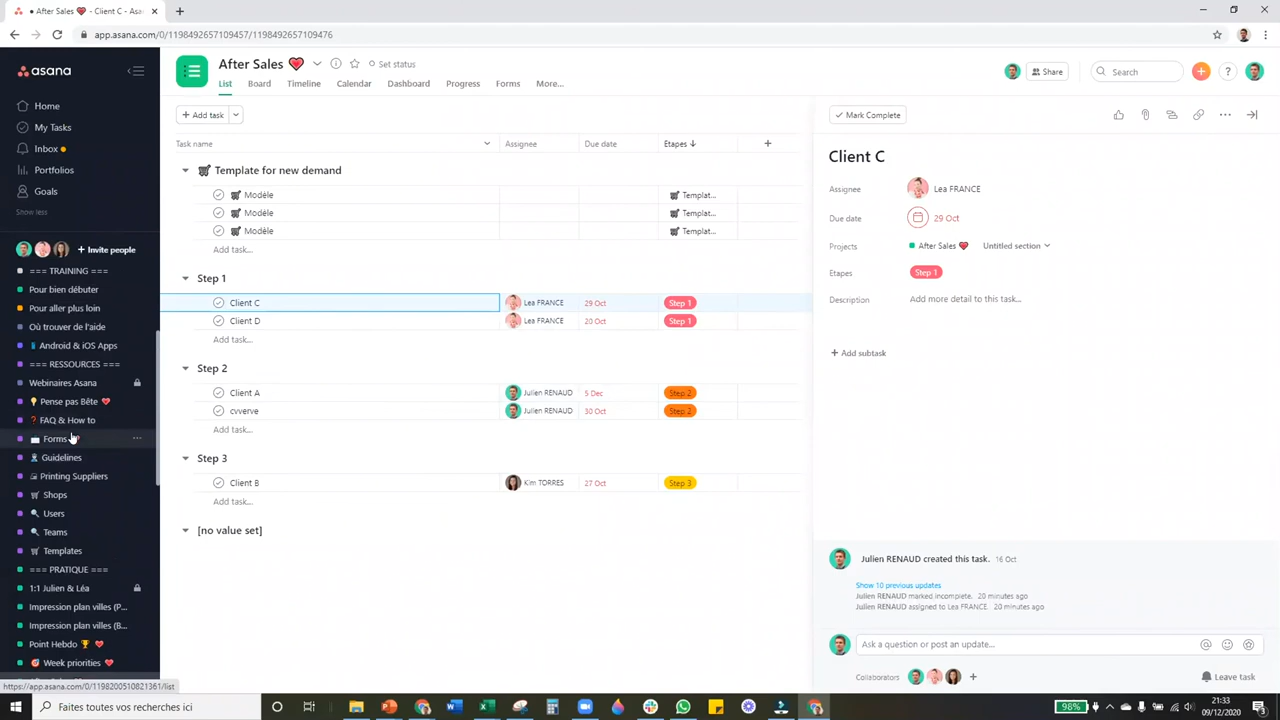 After Sales ❤ - Client C - Asa
app.asana.com/0/1198492657109457/1198492657109476
asana
Home
My Tasks
Inbox
Portfolios
Goals
Show less
+ Invite people
=== TRAINING ===
Pour bien débuter
Pour aller plus loin
Où trouver de l'aide
Android & iOS Apps
=== RESSOURCES ===
Webinaires Asana
Pense pas Bête ❤
FAQ & How to
Forms
Guidelines
Printing Suppliers
Shops
Users
Teams
Templates
=== PRATIQUE ===
1:1 Julien & Léa
Impression plan villes (P...
Impression plan villes (B...
Point Hebdo 🏆 ❤
Week priorities ❤
https://app.asana.com/0/1198200510821361/list
After Sales ❤
Set status
List Board Timeline Calendar Dashboard Progress Forms More...
Share
Search
+ Add task
Task name Assignee Due date Etapes ↓ +
Template for new demand
Modèle Templat...
Modèle Templat...
Modèle Templat...
Add task...
Step 1
Client C Lea FRANCE 29 Oct Step 1
Client D Lea FRANCE 20 Oct Step 1
Add task...
Step 2
Client A Julien RENAUD 5 Dec Step 2
cvverve Julien RENAUD 30 Oct Step 2
Add task...
Step 3
Client B Kim TORRES 27 Oct Step 3
Add task...
[no value set]
✓ Mark Complete
Client C
Assignee Lea FRANCE
Due date 29 Oct
Projects After Sales ❤ Untitled section
Etapes Step 1
Description Add more detail to this task...
+ Add subtask
Julien RENAUD created this task. 16 Oct
Show 10 previous updates
Julien RENAUD marked incomplete. 20 minutes ago
Julien RENAUD assigned to Lea FRANCE. 20 minutes ago
Ask a question or post an update...
Collaborators +
Leave task
Faites toutes vos recherches ici
98%
21:33
09/12/2020